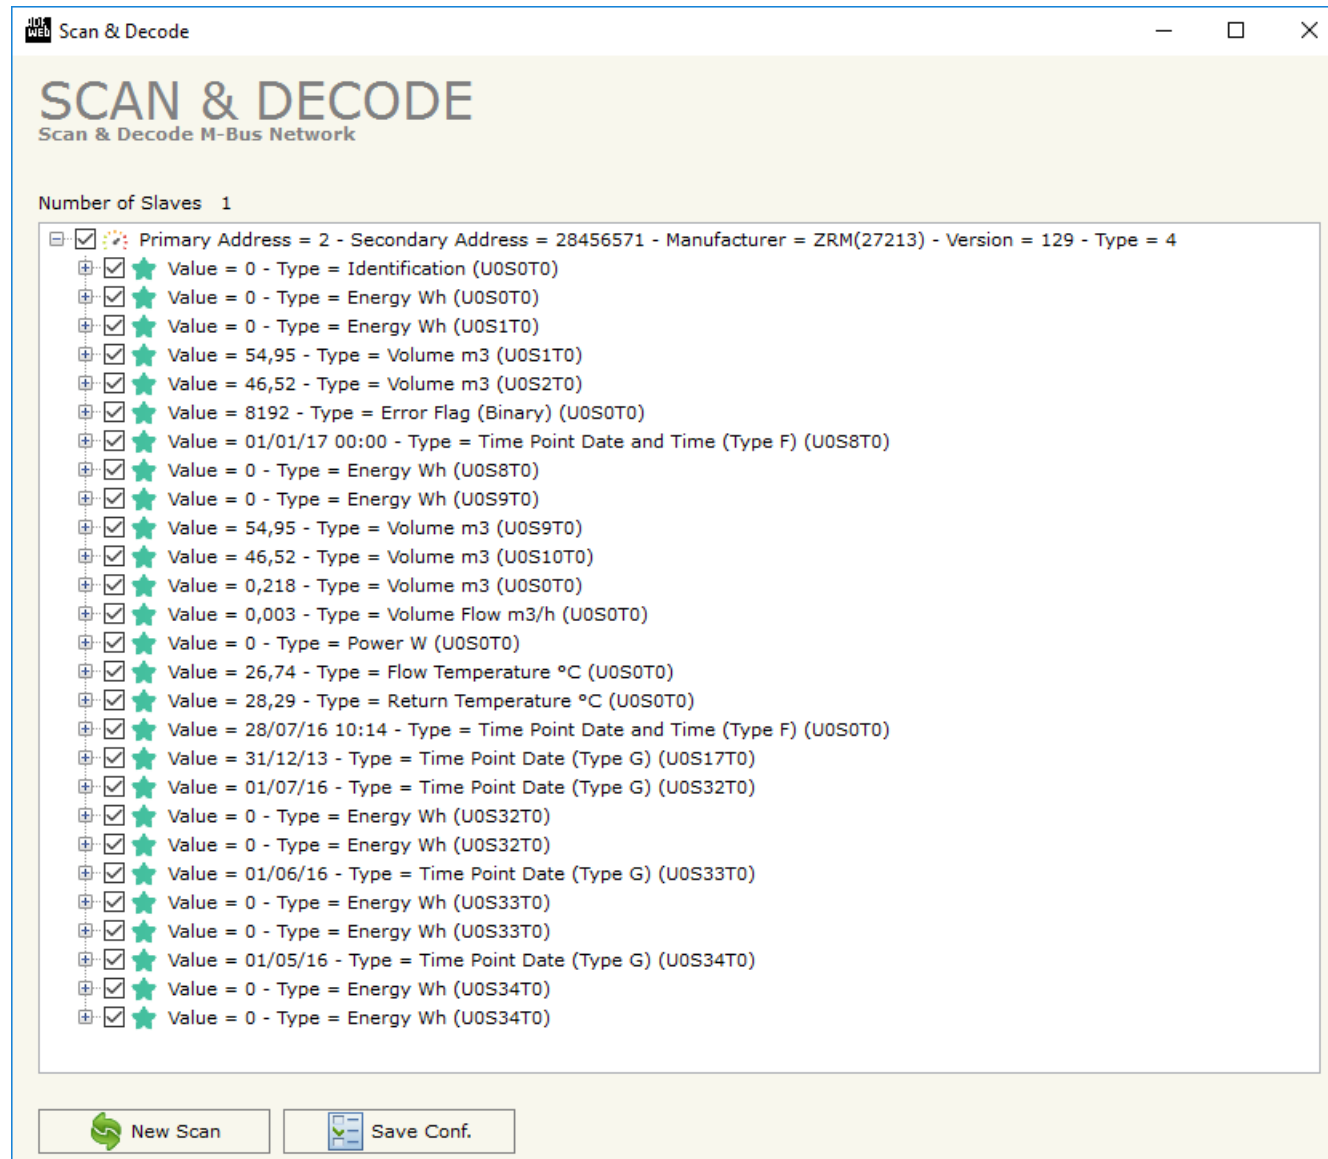 ADF
WEB
Scan & Decode
SCAN & DECODE
Scan & Decode M-Bus Network
Number of Slaves 1
Primary Address = 2 - Secondary Address = 28456571 - Manufacturer = ZRM(27213) - Version = 129 - Type = 4
Value = 0 - Type = Identification (U0S0T0)
Value = 0 - Type = Energy Wh (U0S0T0)
Value = 0 - Type = Energy Wh (U0S1T0)
Value = 54,95 - Type = Volume m3 (U0S1T0)
Value = 46,52 - Type = Volume m3 (U0S2T0)
Value = 8192 - Type = Error Flag (Binary) (U0S0T0)
Value = 01/01/17 00:00 - Type = Time Point Date and Time (Type F) (U0S8T0)
Value = 0 - Type = Energy Wh (U0S8T0)
Value = 0 - Type = Energy Wh (U0S9T0)
Value = 54,95 - Type = Volume m3 (U0S9T0)
Value = 46,52 - Type = Volume m3 (U0S10T0)
Value = 0,218 - Type = Volume m3 (U0S0T0)
Value = 0,003 - Type = Volume Flow m3/h (U0S0T0)
Value = 0 - Type = Power W (U0S0T0)
Value = 26,74 - Type = Flow Temperature °C (U0S0T0)
Value = 28,29 - Type = Return Temperature °C (U0S0T0)
Value = 28/07/16 10:14 - Type = Time Point Date and Time (Type F) (U0S0T0)
Value = 31/12/13 - Type = Time Point Date (Type G) (U0S17T0)
Value = 01/07/16 - Type = Time Point Date (Type G) (U0S32T0)
Value = 0 - Type = Energy Wh (U0S32T0)
Value = 0 - Type = Energy Wh (U0S32T0)
Value = 01/06/16 - Type = Time Point Date (Type G) (U0S33T0)
Value = 0 - Type = Energy Wh (U0S33T0)
Value = 0 - Type = Energy Wh (U0S33T0)
Value = 01/05/16 - Type = Time Point Date (Type G) (U0S34T0)
Value = 0 - Type = Energy Wh (U0S34T0)
Value = 0 - Type = Energy Wh (U0S34T0)
New Scan
Save Conf.